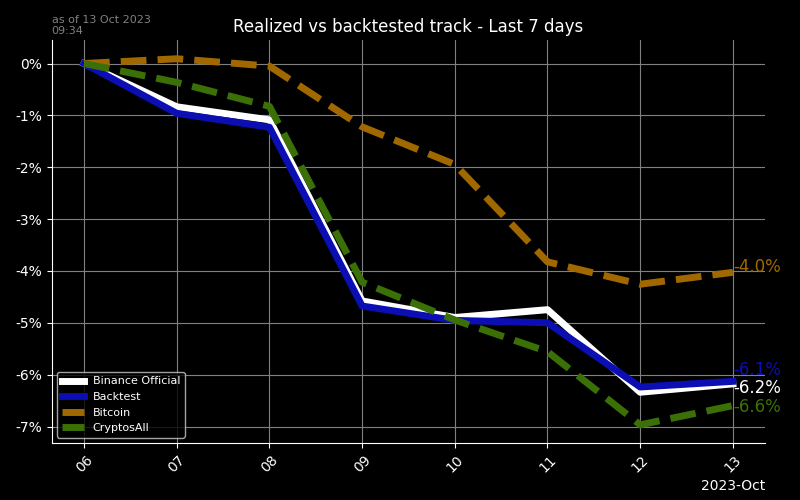 as of 13 Oct 2023
09:34
Realized vs backtested track - Last 7 days
0%
-1%
-2%
-3%
-4%
-5%
-6%
-7%
-4.0%
-6.1%
-6.2%
-6.6%
Binance Official
Backtest
Bitcoin
CryptosAll
06 07 08 09 10 11 12 13
2023-Oct